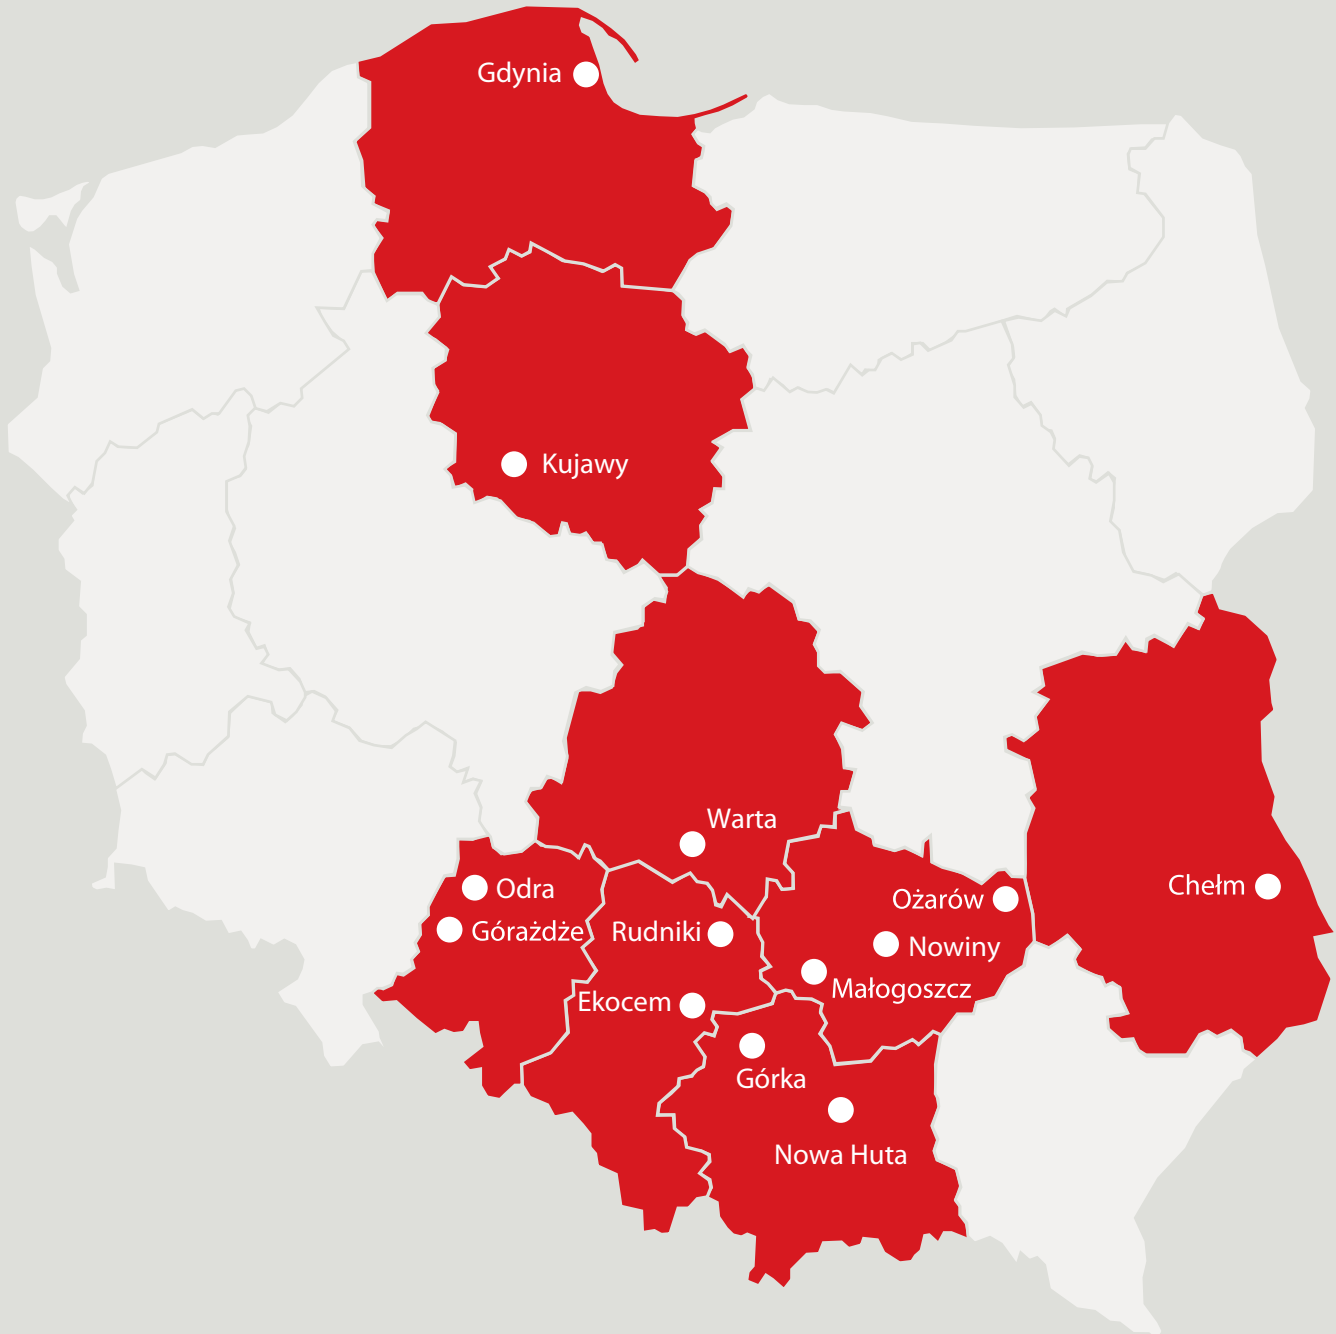 Gdynia
Kujawy
Warta
Odra
Chełm
Ożarów
Górażdże
Rudniki
Nowiny
Małogoszcz
Ekocem
Górka
Nowa Huta